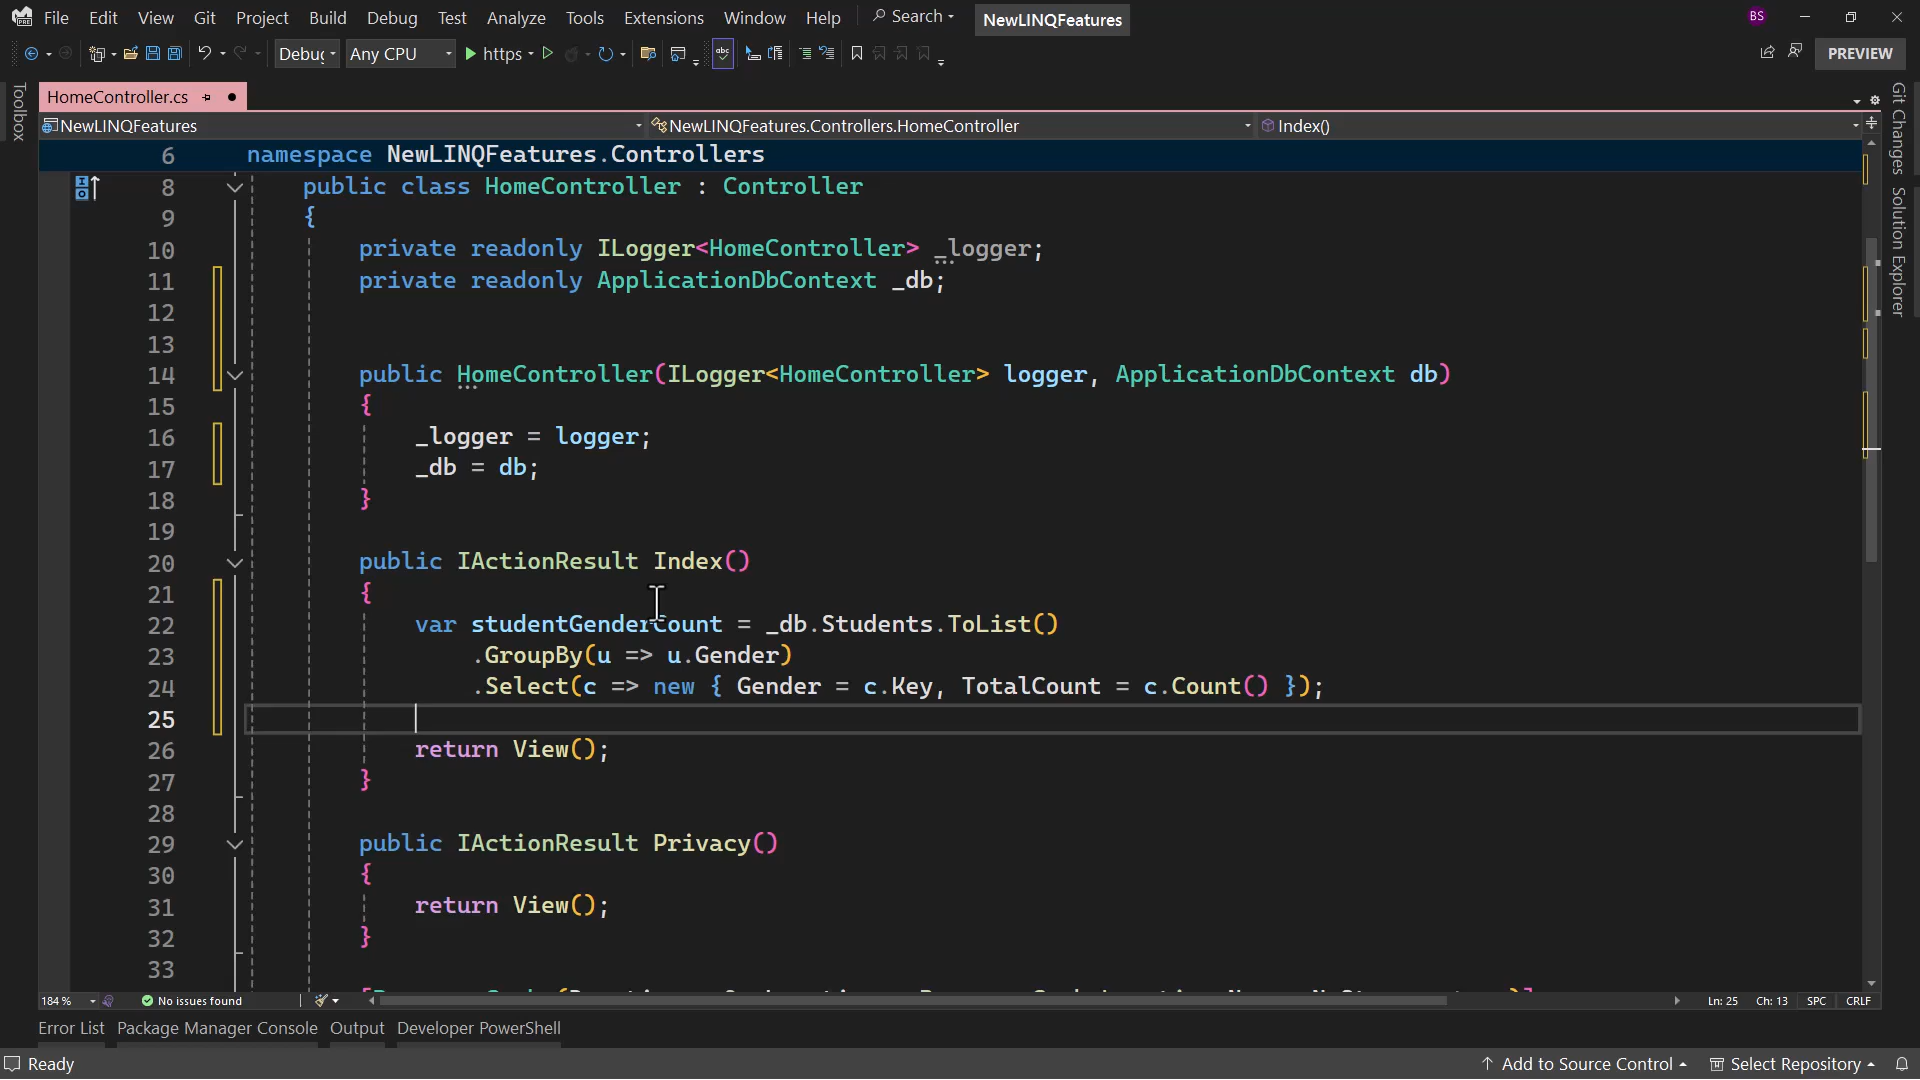 File Edit View Git Project Build Debug Test Analyze Tools Extensions Window Help Search NewLINQFeatures BS
Debug Any CPU https abc PREVIEW
HomeController.cs
NewLINQFeatures NewLINQFeatures.Controllers.HomeController Index()
Toolbox
Git Changes
Solution Explorer
6 namespace NewLINQFeatures.Controllers
8 public class HomeController : Controller
9 {
10 private readonly ILogger<HomeController> _logger;
11 private readonly ApplicationDbContext _db;
12
13
14 public HomeController(ILogger<HomeController> logger, ApplicationDbContext db)
15 {
16 _logger = logger;
17 _db = db;
18 }
19
20 public IActionResult Index()
21 {
22 var studentGenderCount = _db.Students.ToList()
23 .GroupBy(u => u.Gender)
24 .Select(c => new { Gender = c.Key, TotalCount = c.Count() });
25
26 return View();
27 }
28
29 public IActionResult Privacy()
30 {
31 return View();
32 }
33
184 % No issues found Ln: 25 Ch: 13 SPC CRLF
Error List Package Manager Console Output Developer PowerShell
Ready Add to Source Control Select Repository